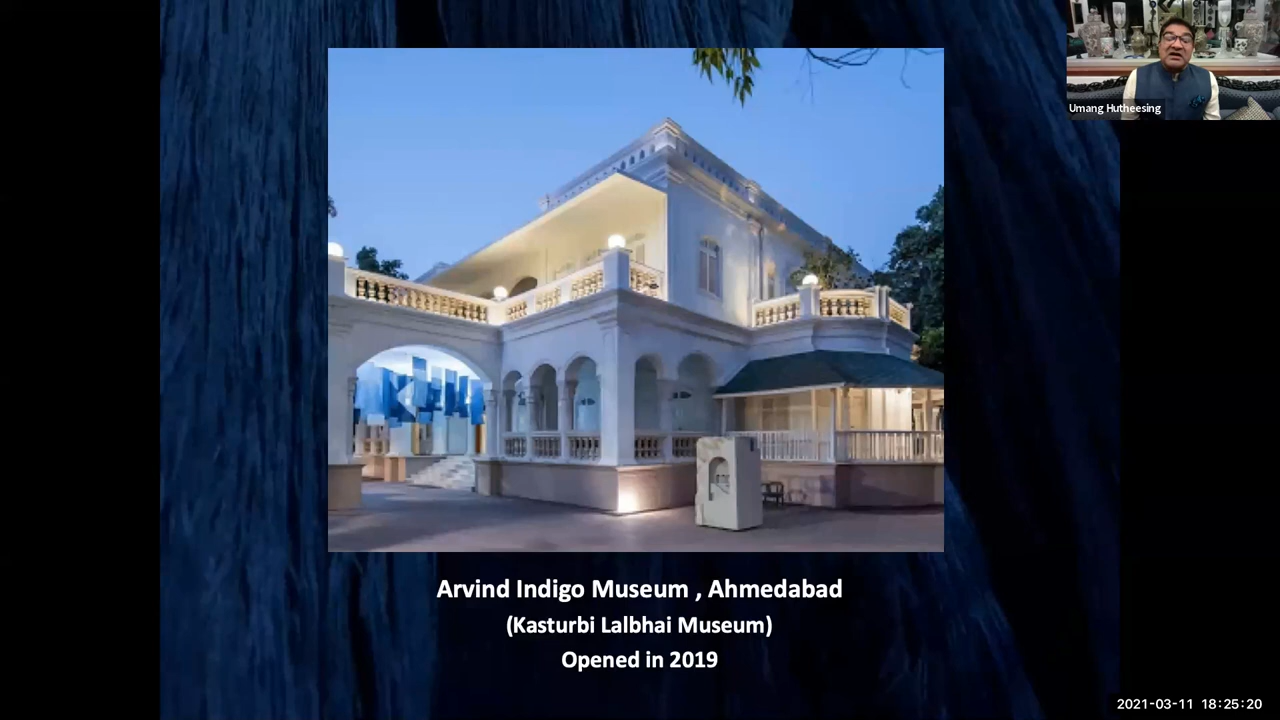 Umang Hutheesing
Arvind Indigo Museum , Ahmedabad
(Kasturbi Lalbhai Museum)
Opened in 2019
2021-03-11 18:25:20